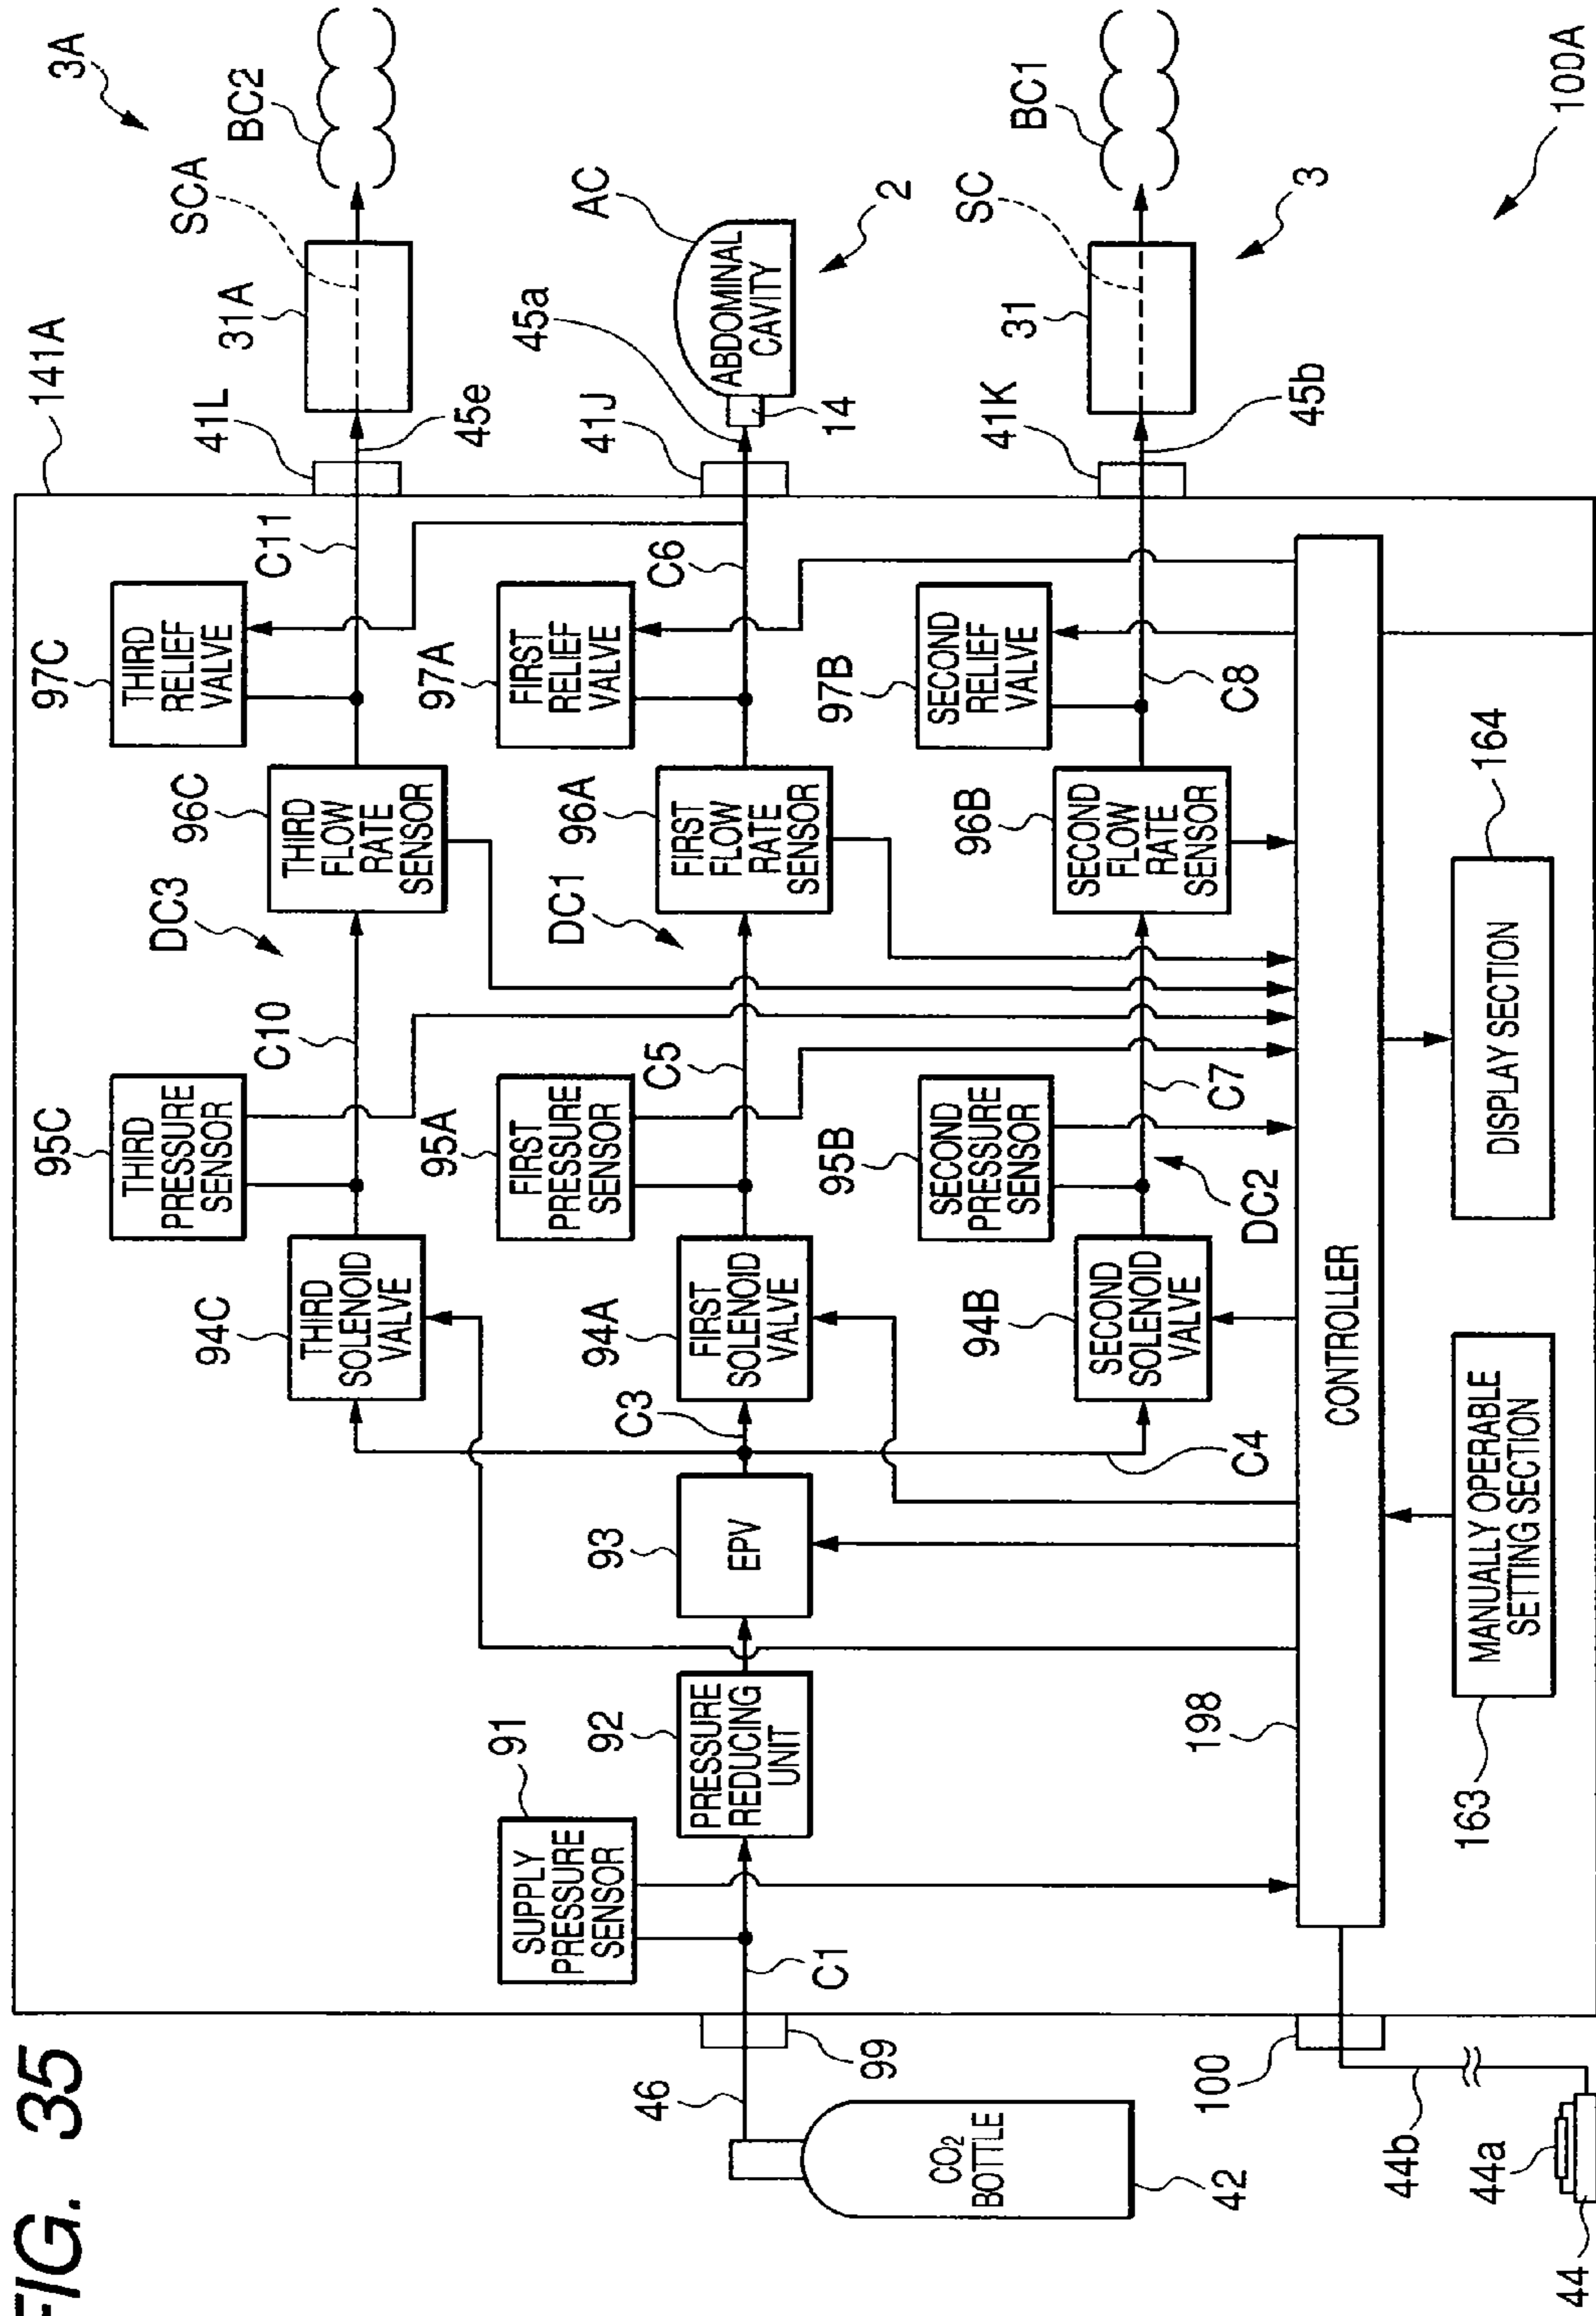 FIG. 35
3A
141A
BC2
SCA
31A
41L
45e
C11
97C
THIRD
RELIEF
VALVE
96C
THIRD
FLOW
RATE
SENSOR
DC3
C10
95C
THIRD
PRESSURE
SENSOR
94C
THIRD
SOLENOID
VALVE
AC
ABDOMINAL
CAVITY
2
45a
14
41J
C6
97A
FIRST
RELIEF
VALVE
96A
FIRST
FLOW
RATE
SENSOR
DC1
C5
95A
FIRST
PRESSURE
SENSOR
94A
FIRST
SOLENOID
VALVE
C3
93
EPV
92
PRESSURE
REDUCING
UNIT
91
SUPPLY
PRESSURE
SENSOR
C1
99
46
CO2
BOTTLE
42
BC1
SC
3
31
41K
45b
97B
SECOND
RELIEF
VALVE
C8
96B
SECOND
FLOW
RATE
SENSOR
C7
95B
SECOND
PRESSURE
SENSOR
DC2
94B
SECOND
SOLENOID
VALVE
C4
100A
CONTROLLER
198
164
DISPLAY SECTION
MANUALLY OPERABLE
SETTING SECTION
163
100
44b
44a
44